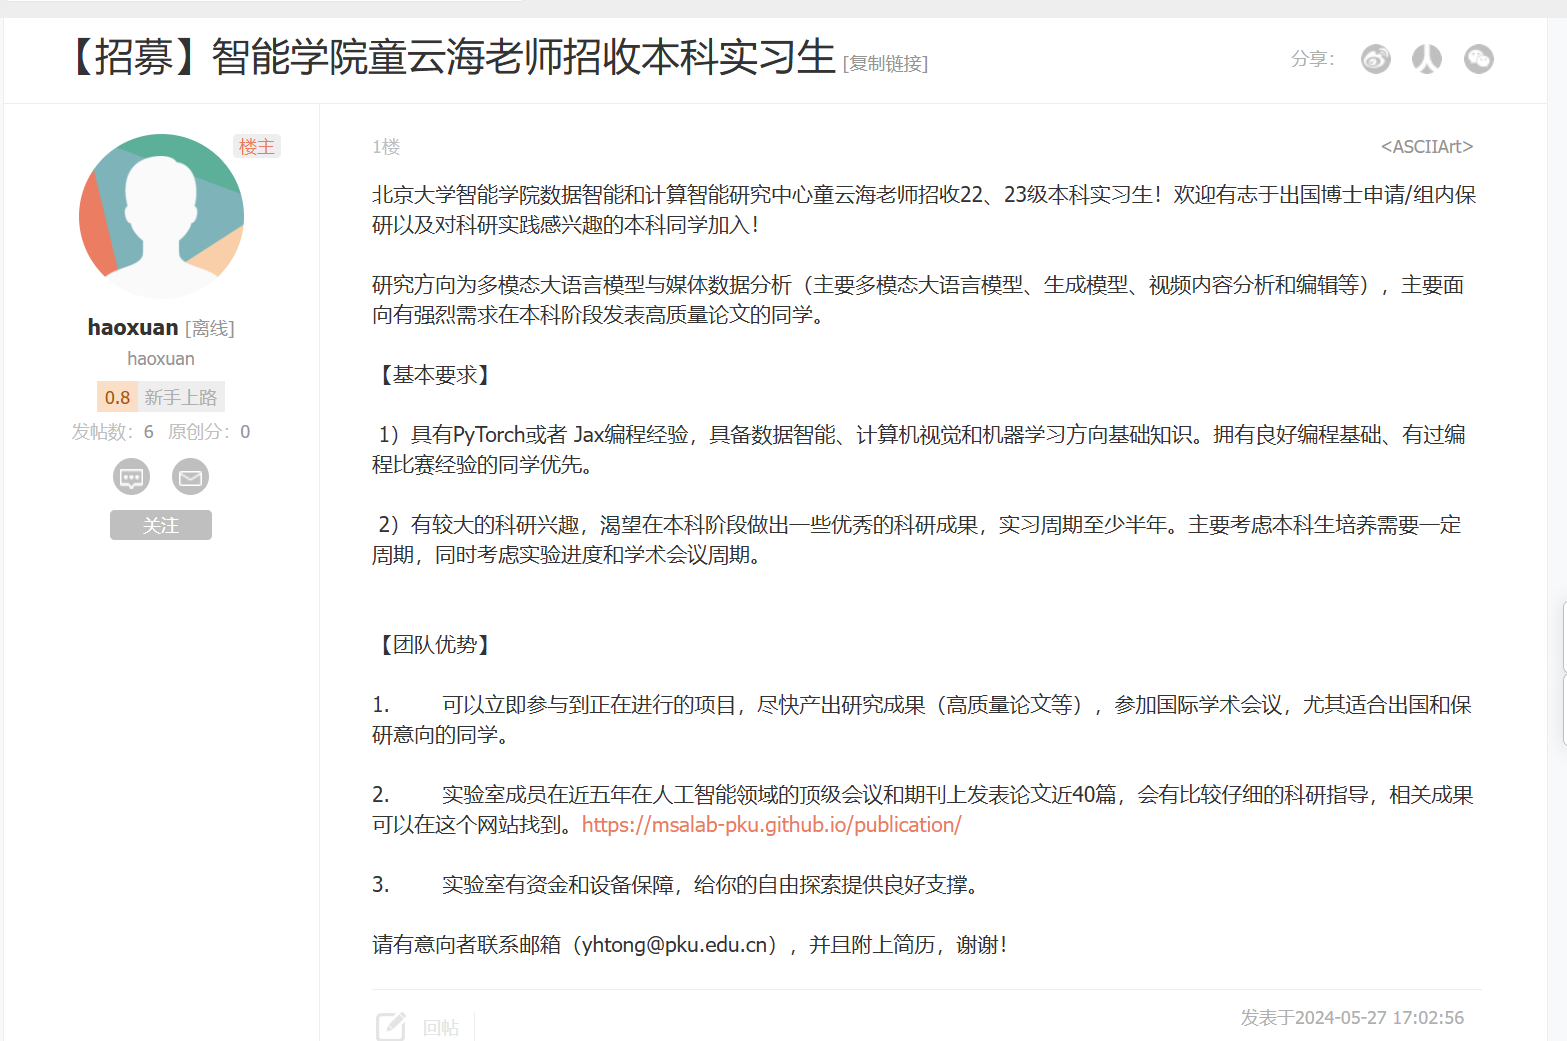 【招募】智能学院童云海老师招收本科实习生 [复制链接]
分享：
楼主
haoxuan [离线]
haoxuan
0.8 新手上路
发帖数：6 原创分：0
关注
1楼
<ASCIIArt>
北京大学智能学院数据智能和计算智能研究中心童云海老师招收22、23级本科实习生！欢迎有志于出国博士申请/组内保
研以及对科研实践感兴趣的本科同学加入！
研究方向为多模态大语言模型与媒体数据分析（主要多模态大语言模型、生成模型、视频内容分析和编辑等），主要面
向有强烈需求在本科阶段发表高质量论文的同学。
【基本要求】
1）具有PyTorch或者 Jax编程经验，具备数据智能、计算机视觉和机器学习方向基础知识。拥有良好编程基础、有过编
程比赛经验的同学优先。
2）有较大的科研兴趣，渴望在本科阶段做出一些优秀的科研成果，实习周期至少半年。主要考虑本科生培养需要一定
周期，同时考虑实验进度和学术会议周期。
【团队优势】
1. 可以立即参与到正在进行的项目，尽快产出研究成果（高质量论文等），参加国际学术会议，尤其适合出国和保
研意向的同学。
2. 实验室成员在近五年在人工智能领域的顶级会议和期刊上发表论文近40篇，会有比较仔细的科研指导，相关成果
可以在这个网站找到。https://msalab-pku.github.io/publication/
3. 实验室有资金和设备保障，给你的自由探索提供良好支撑。
请有意向者联系邮箱（yhtong@pku.edu.cn），并且附上简历，谢谢！
回帖
发表于2024-05-27 17:02:56